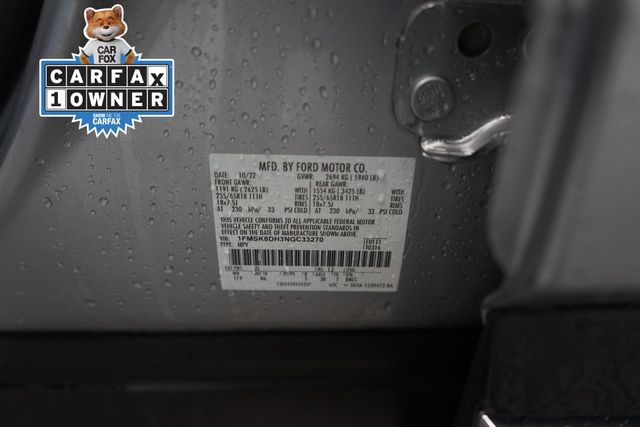 CAR
FOX
CARFAX
1 OWNER
SHOW ME THE
CARFAX
MFD. BY FORD MOTOR CO.
DATE: 10/22 GVWR: 2694 KG ( 5940 LB)
FRONT GAWR: REAR GAWR:
1191 KG ( 2625 LB) WITH 1554 KG ( 3425 LB) WITH
255/65R18 111H TIRES 255/65R18 111H TIRES
18x7.5J RIMS 18x7.5J RIMS
AT 230 kPa/ 33 PSI COLD AT 230 kPa/ 33 PSI COLD
THIS VEHICLE CONFORMS TO ALL APPLICABLE FEDERAL MOTOR
VEHICLE SAFETY AND THEFT PREVENTION STANDARDS IN
EFFECT ON THE DATE OF MANUFACTURE SHOWN ABOVE.
VIN: 1FMSK8DH3NGC33270 F0111
TYPE: MPV T0316